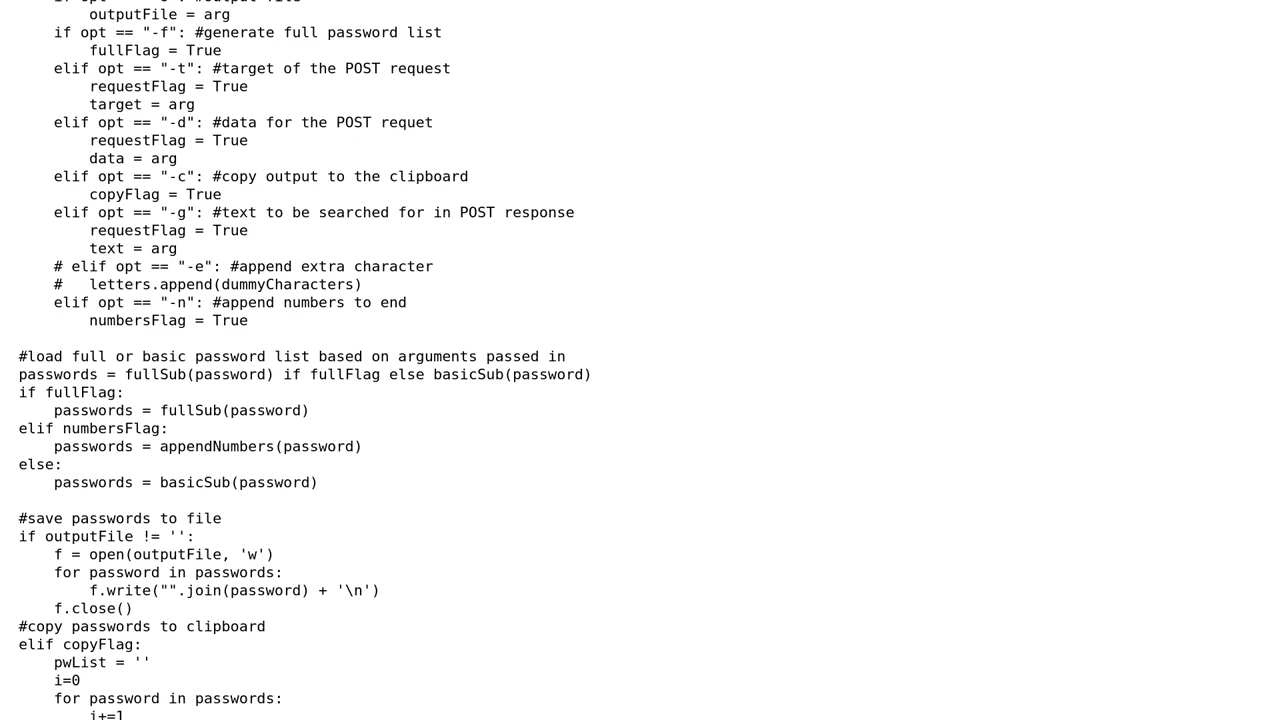 outputFile = arg
if opt == "-f": #generate full password list
fullFlag = True
elif opt == "-t": #target of the POST request
requestFlag = True
target = arg
elif opt == "-d": #data for the POST requet
requestFlag = True
data = arg
elif opt == "-c": #copy output to the clipboard
copyFlag = True
elif opt == "-g": #text to be searched for in POST response
requestFlag = True
text = arg
# elif opt == "-e": #append extra character
#   letters.append(dummyCharacters)
elif opt == "-n": #append numbers to end
numbersFlag = True
#load full or basic password list based on arguments passed in
passwords = fullSub(password) if fullFlag else basicSub(password)
if fullFlag:
passwords = fullSub(password)
elif numbersFlag:
passwords = appendNumbers(password)
else:
passwords = basicSub(password)
#save passwords to file
if outputFile != '':
f = open(outputFile, 'w')
for password in passwords:
f.write("".join(password) + '\n')
f.close()
#copy passwords to clipboard
elif copyFlag:
pwList = ''
i=0
for password in passwords:
i+=1